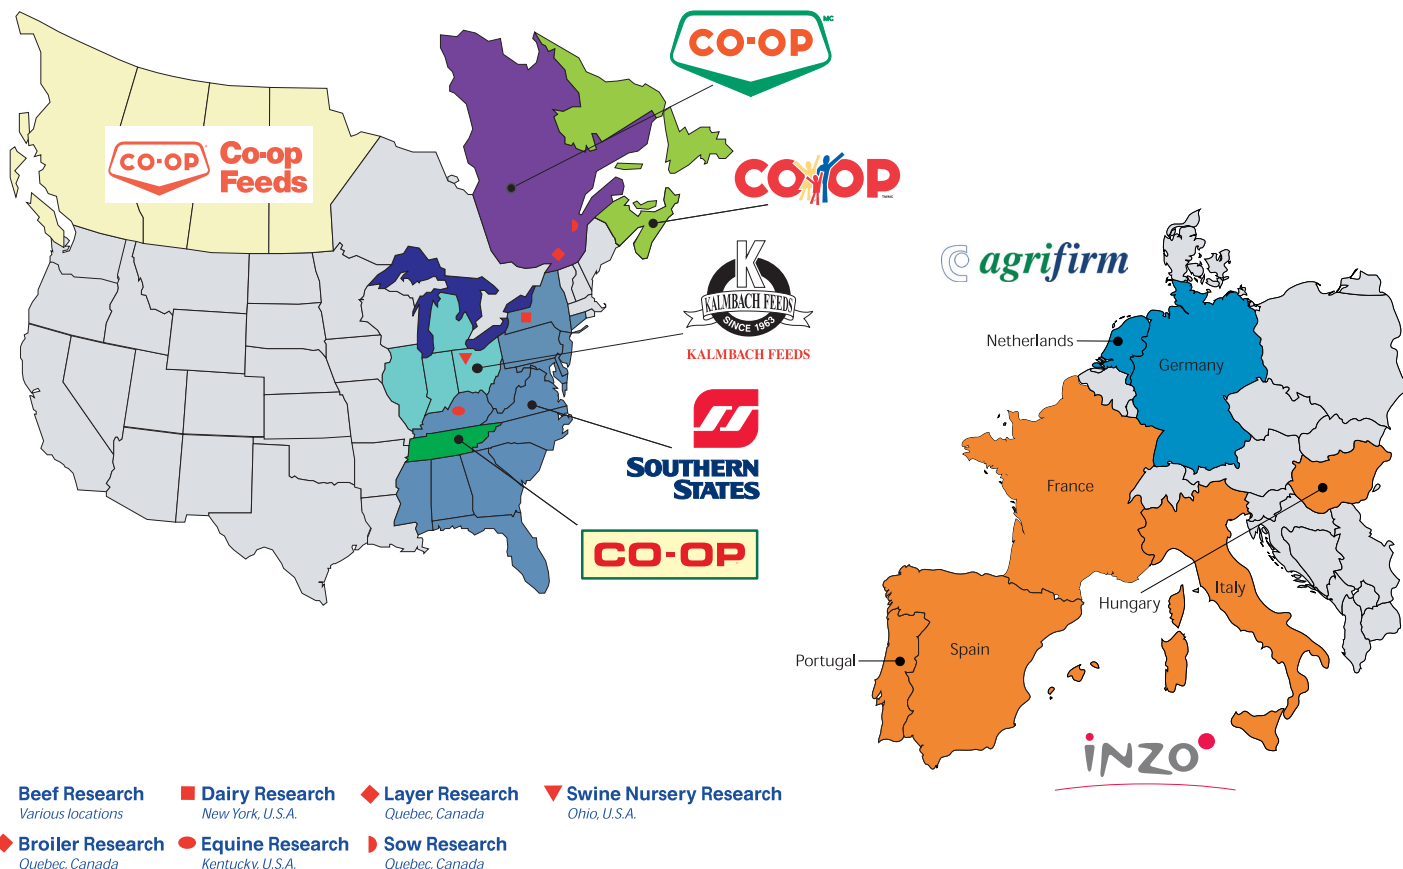 CO-OP
MC
CO-OP
Co-op
Feeds
CO-OP
K
KALMBACH FEEDS
SINCE 1963
KALMBACH FEEDS
SOUTHERN
STATES
CO-OP
agrifirm
Netherlands
Germany
France
Hungary
Italy
Portugal
Spain
inzo
Beef Research
Various locations
Dairy Research
New York, U.S.A.
Layer Research
Quebec, Canada
Swine Nursery Research
Ohio, U.S.A.
Broiler Research
Quebec, Canada
Equine Research
Kentucky, U.S.A.
Sow Research
Quebec, Canada